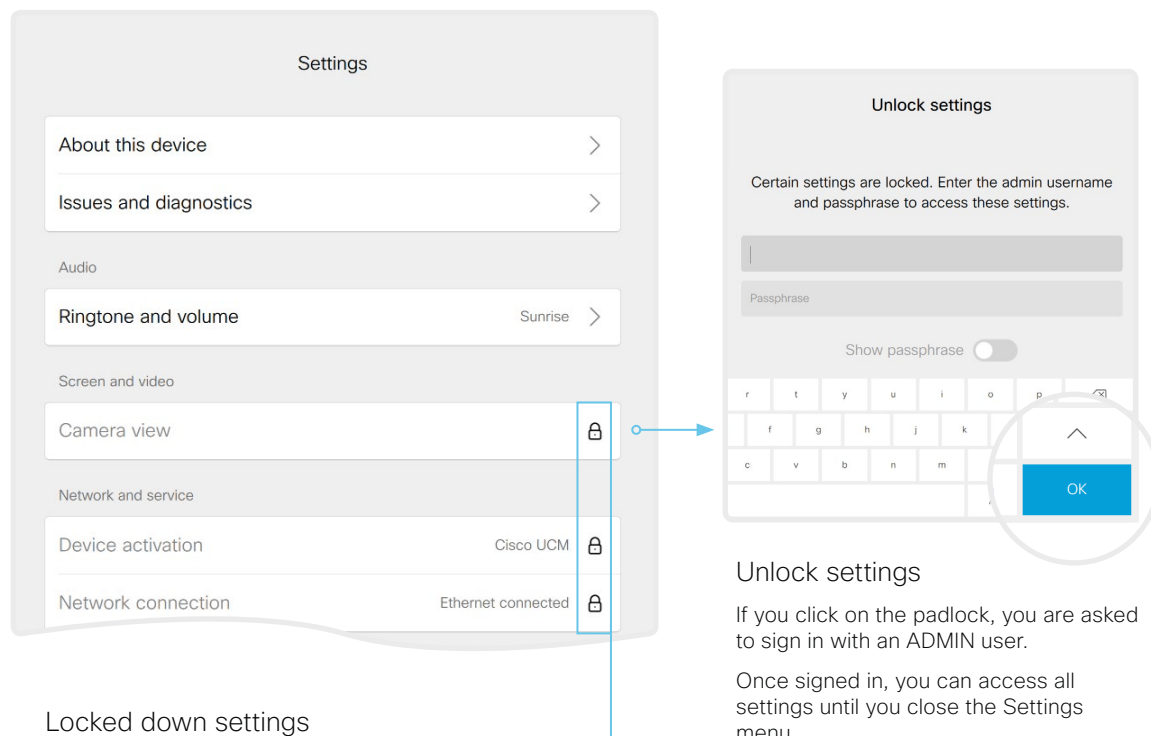 Settings
About this device
Issues and diagnostics
Audio
Ringtone and volume Sunrise
Screen and video
Camera view
Network and service
Device activation Cisco UCM
Network connection Ethernet connected
Locked down settings
Unlock settings
Certain settings are locked. Enter the admin username
and passphrase to access these settings.
Passphrase
Show passphrase
r t y u i o p
f g h j k
c v b n m
OK
Unlock settings
If you click on the padlock, you are asked
to sign in with an ADMIN user.
Once signed in, you can access all
settings until you close the Settings
menu